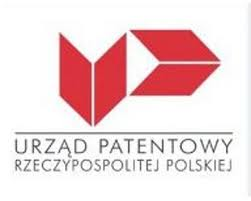 URZĄD PATENTOWY
RZECZYPOSPOLITEJ POLSKIEJ